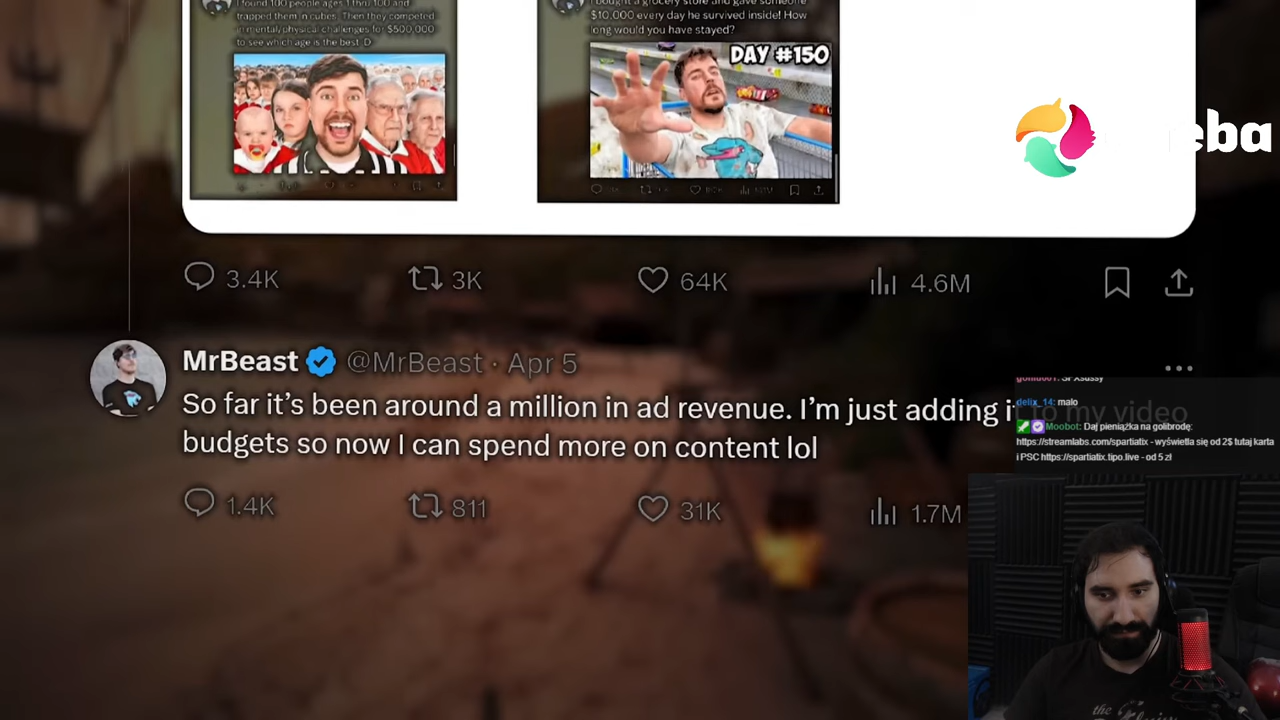 I found 100 people ages 1 thru 100 and
trapped them in cubes. Then they competed
in mental/physical challenges for $500,000
to see which age is the best :D
I bought a grocery store and gave someone
$10,000 every day he survived inside! How
long would you have stayed?
DAY #150
eba
3.4K 3K 64K 4.6M
MrBeast @MrBeast · Apr 5
So far it’s been around a million in ad revenue. I’m just adding it to my video
budgets so now I can spend more on content lol
1.4K 811 31K 1.7M
delix_14: malo
Moobot: Daj pieniążka na golibrodę:
https://streamlabs.com/spartiatix - wyświetla się od 2$ tutaj karta
i PSC https://spartiatix.tipo.live - od 5 zł
the